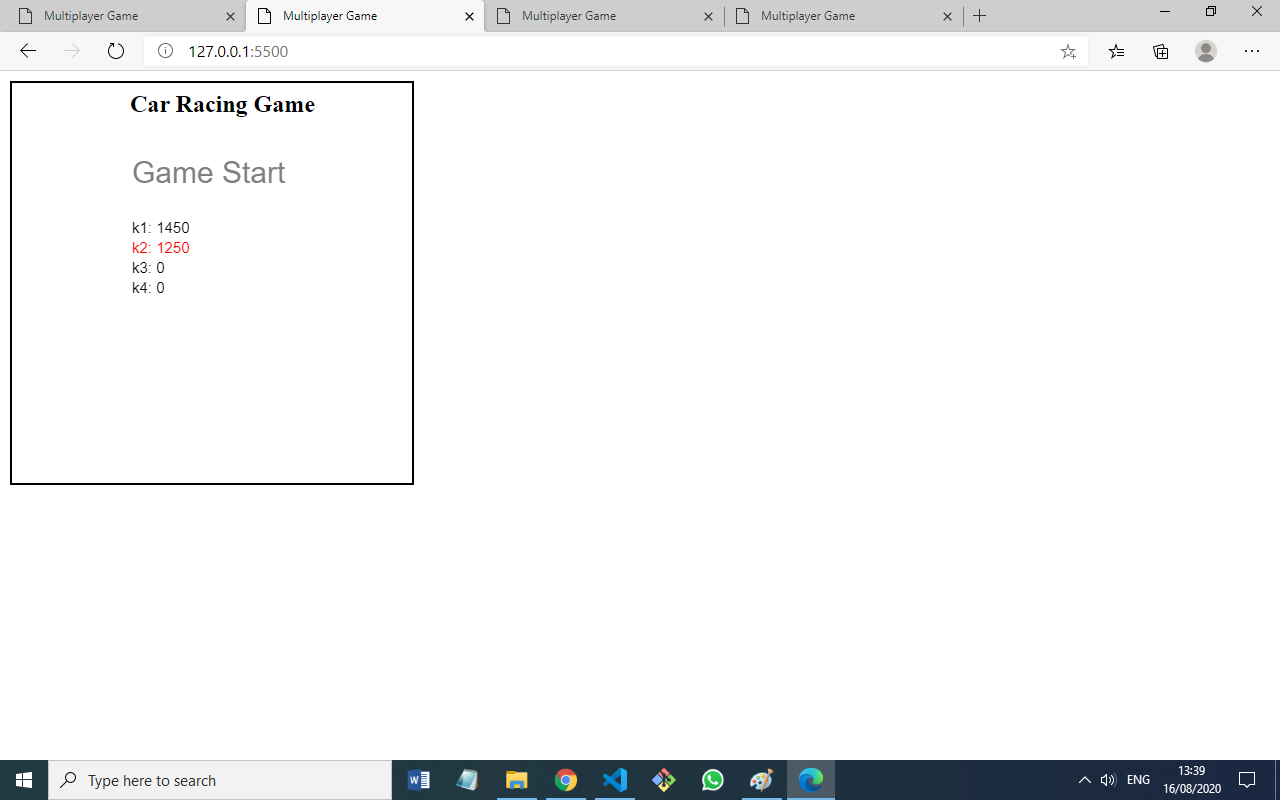 Multiplayer Game
Multiplayer Game
Multiplayer Game
Multiplayer Game
127.0.0.1:5500
Car Racing Game
Game Start
k1: 1450
k2: 1250
k3: 0
k4: 0
Type here to search
ENG
13:39
16/08/2020